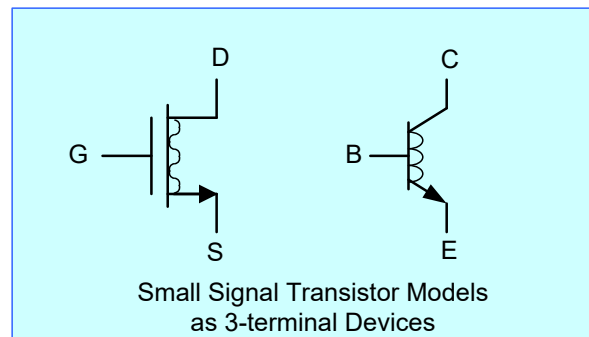 D
C
G
B
S
E
Small Signal Transistor Models
as 3-terminal Devices